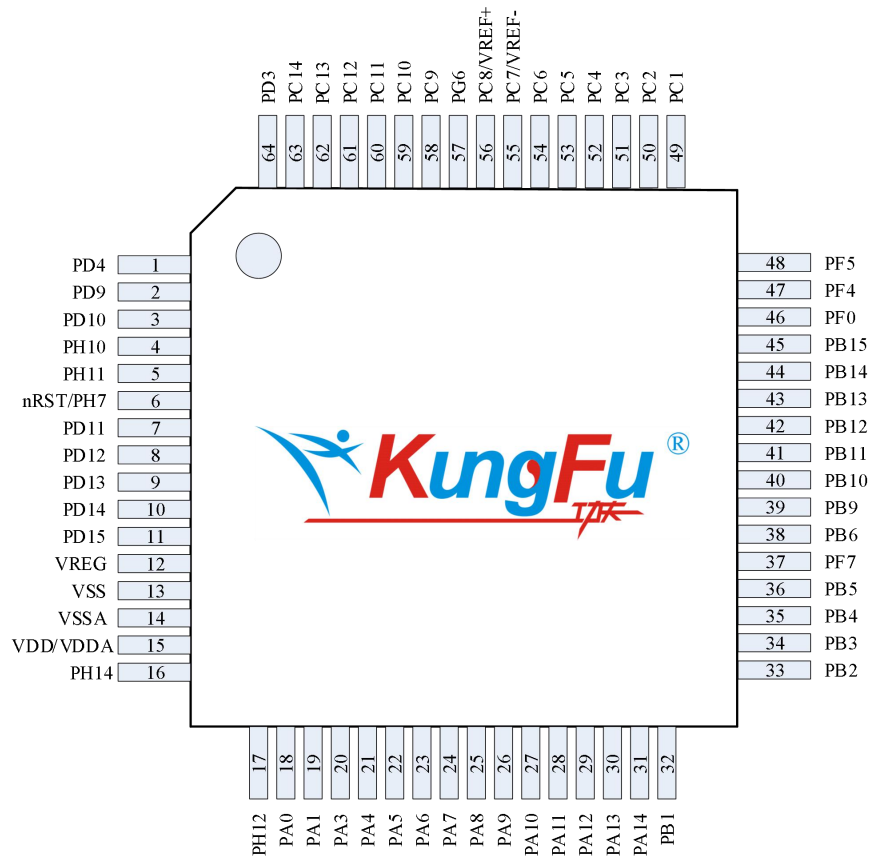 PD3 PC14 PC13 PC12 PC11 PC10 PC9 PG6 PC8/VREF+ PC7/VREF- PC6 PC5 PC4 PC3 PC2 PC1
64 63 62 61 60 59 58 57 56 55 54 53 52 51 50 49
PD4 1
PD9 2
PD10 3
PH10 4
PH11 5
nRST/PH7 6
PD11 7
PD12 8
PD13 9
PD14 10
PD15 11
VREG 12
VSS 13
VSSA 14
VDD/VDDA 15
PH14 16
KungFu ®
功夫
48 PF5
47 PF4
46 PF0
45 PB15
44 PB14
43 PB13
42 PB12
41 PB11
40 PB10
39 PB9
38 PB6
37 PF7
36 PB5
35 PB4
34 PB3
33 PB2
17 18 19 20 21 22 23 24 25 26 27 28 29 30 31 32
PH12 PA0 PA1 PA3 PA4 PA5 PA6 PA7 PA8 PA9 PA10 PA11 PA12 PA13 PA14 PB1